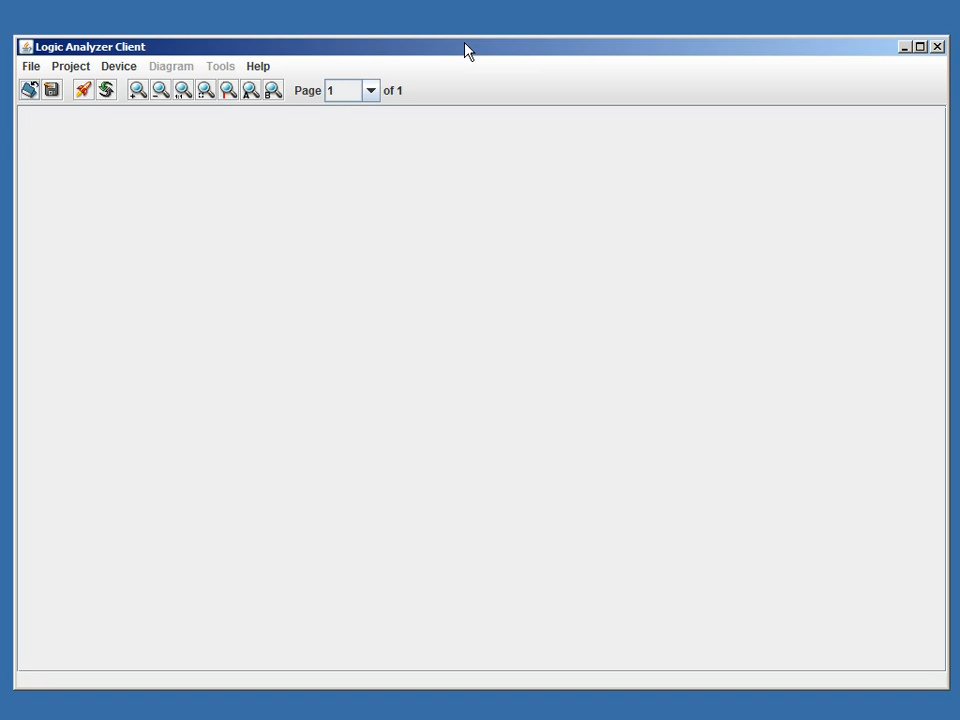 Logic Analyzer Client
File Project Device Diagram Tools Help
Page 1 of 1